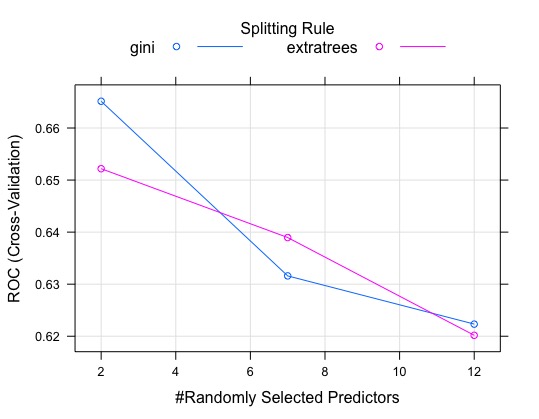 Splitting Rule
gini extratrees
ROC (Cross-Validation)
0.66
0.65
0.64
0.63
0.62
2 4 6 8 10 12
#Randomly Selected Predictors